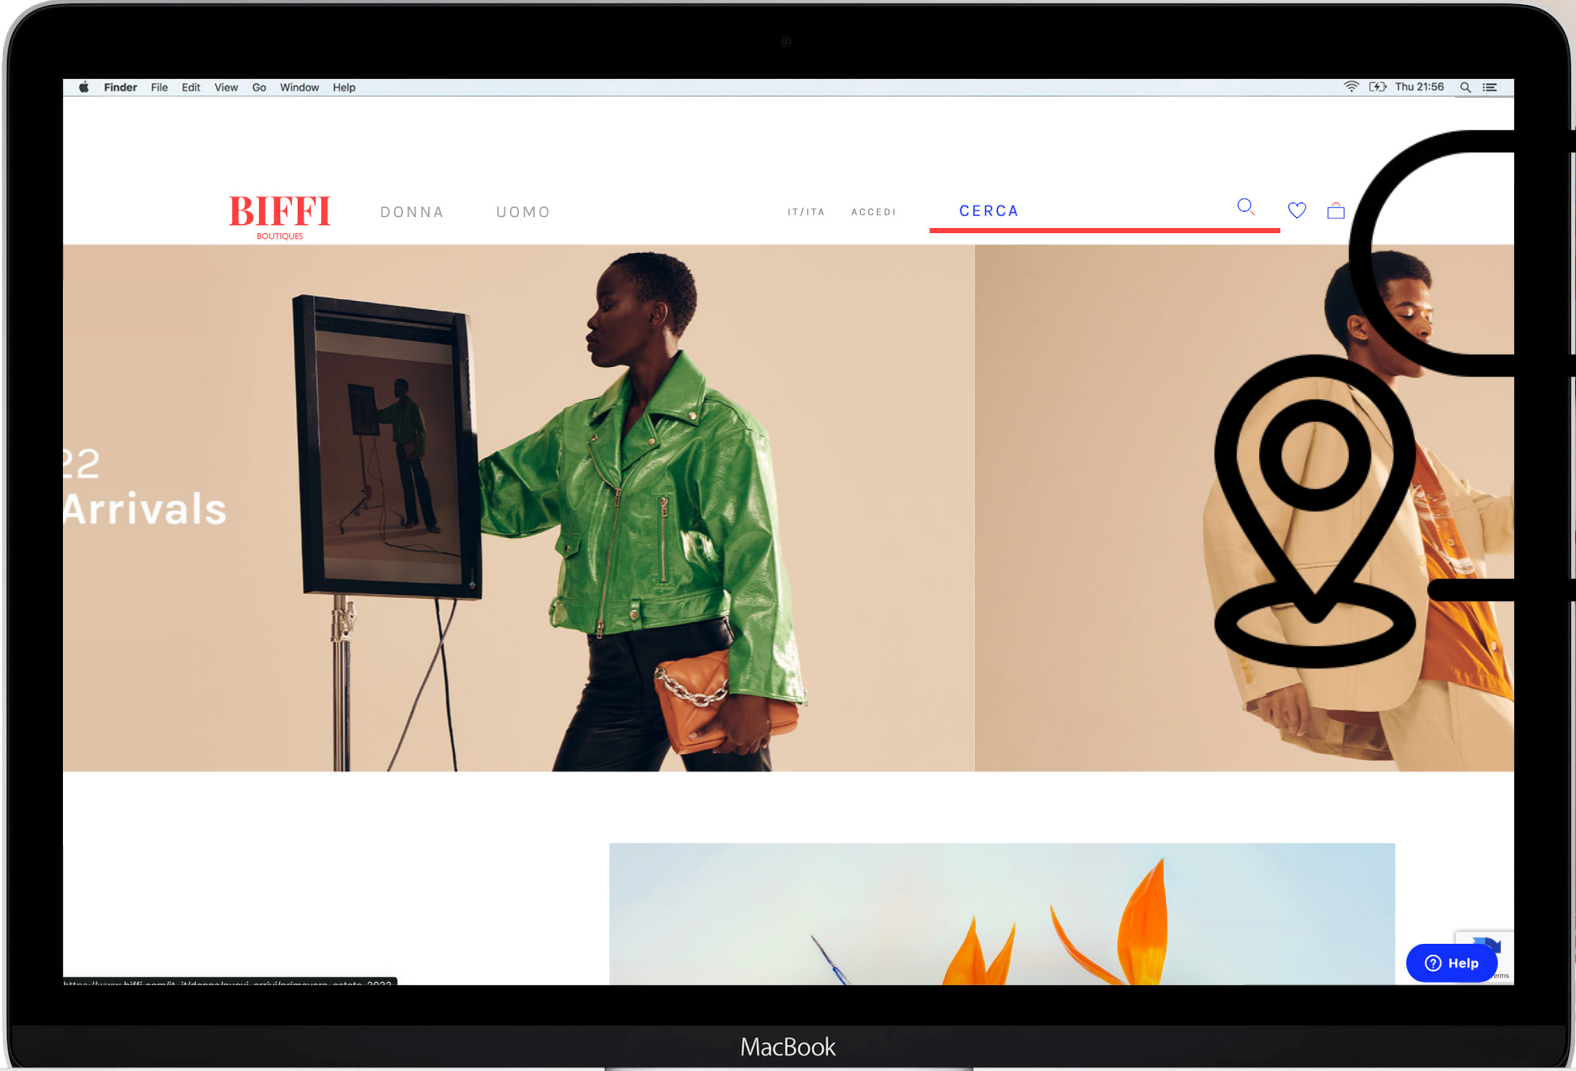 Finder File Edit View Go Window Help Thu 21:56
BIFFI
BOUTIQUES
DONNA UOMO IT/ITA ACCEDI CERCA
22
Arrivals
Help
MacBook